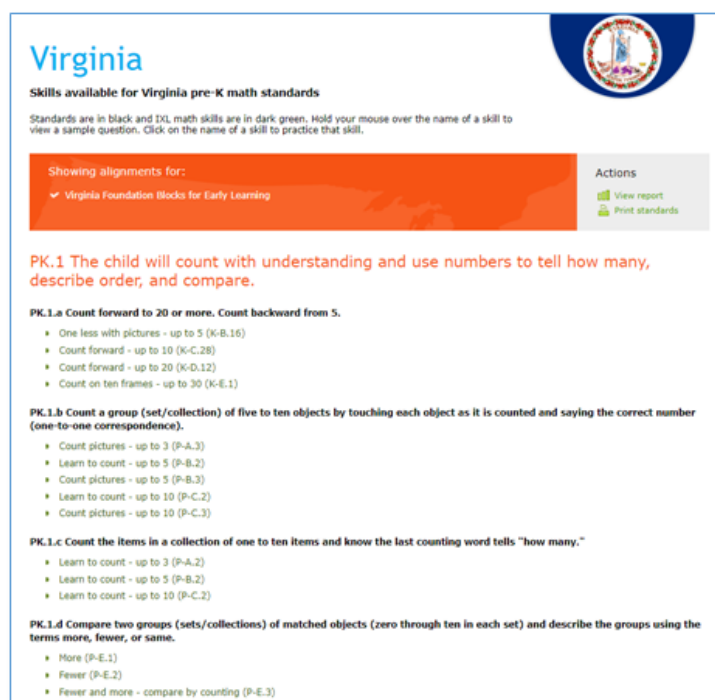 Virginia
Skills available for Virginia pre-K math standards
Standards are in black and IXL math skills are in dark green. Hold your mouse over the name of a skill to
view a sample question. Click on the name of a skill to practice that skill.
Showing alignments for:
Virginia Foundation Blocks for Early Learning
Actions
View report
Print standards
PK.1 The child will count with understanding and use numbers to tell how many,
describe order, and compare.
PK.1.a Count forward to 20 or more. Count backward from 5.
One less with pictures - up to 5 (K-B.16)
Count forward - up to 10 (K-C.28)
Count forward - up to 20 (K-D.12)
Count on ten frames - up to 30 (K-E.1)
PK.1.b Count a group (set/collection) of five to ten objects by touching each object as it is counted and saying the correct number
(one-to-one correspondence).
Count pictures - up to 3 (P-A.3)
Learn to count - up to 5 (P-B.2)
Count pictures - up to 5 (P-B.3)
Learn to count - up to 10 (P-C.2)
Count pictures - up to 10 (P-C.3)
PK.1.c Count the items in a collection of one to ten items and know the last counting word tells "how many."
Learn to count - up to 3 (P-A.2)
Learn to count - up to 5 (P-B.2)
Learn to count - up to 10 (P-C.2)
PK.1.d Compare two groups (sets/collections) of matched objects (zero through ten in each set) and describe the groups using the
terms more, fewer, or same.
More (P-E.1)
Fewer (P-E.2)
Fewer and more - compare by counting (P-E.3)